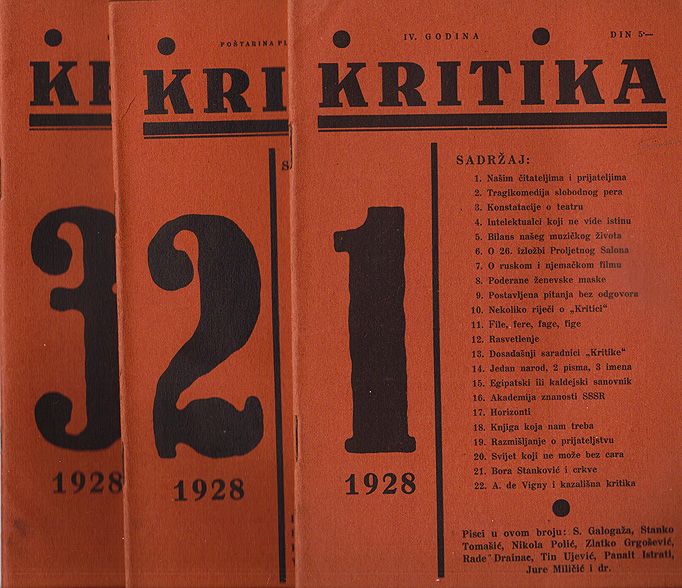 KR
3
1928
POŠTARINA
KRI
2
1928
IV. GODINA
DIN 5·—
KRITIKA
SADRŽAJ:
1. Našim čitateljima i prijateljima
2. Tragikomedija slobodnog pera
3. Konstatacije o teatru
4. Intelektualci koji ne vide istinu
5. Bilans našeg muzičkog života
6. O 26. izložbi Proljetnog Salona
7. O ruskom i njemačkom filmu
8. Poderane ženevske maske
9. Postavljena pitanja bez odgovora
10. Nekoliko riječi o „Kritici“
11. File, fere, fage, fige
12. Rasvetlenje
13. Dosadašnji saradnici „Kritike“
14. Jedan narod, 2 pisma, 3 imena
15. Egipatski ili kaldejski sanovnik
16. Akademija znanosti SSSR
17. Horizonti
18. Knjiga koja nam treba
19. Razmišljanje o prijateljstvu
20. Svijet koji ne može bez cara
21. Bora Stanković i crkve
22. A. de Vigny i kazališna kritika
1
1928
Pisci u ovom broju: S. Galogaža, Stanko
Tomašić, Nikola Polić, Zlatko Grgošević,
Rade Drainac, Tin Ujević, Panait Istrati,
Jure Miličić i dr.